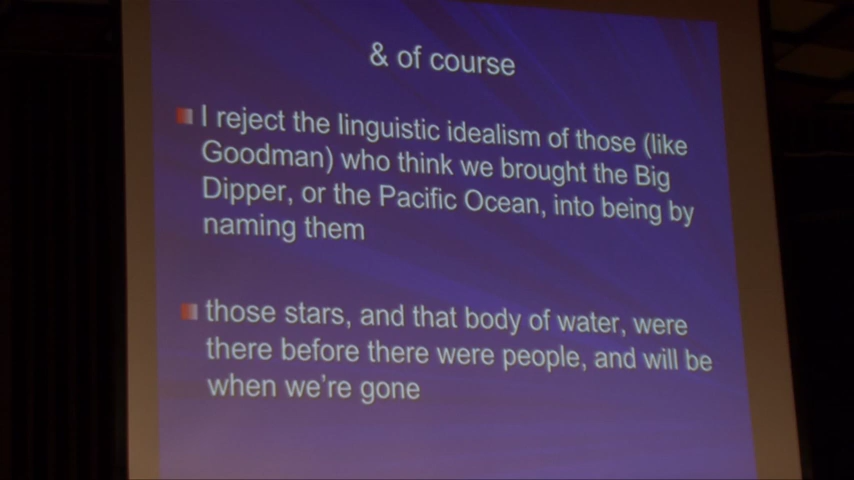 & of course
I reject the linguistic idealism of those (like
Goodman) who think we brought the Big
Dipper, or the Pacific Ocean, into being by
naming them
those stars, and that body of water, were
there before there were people, and will be
when we're gone